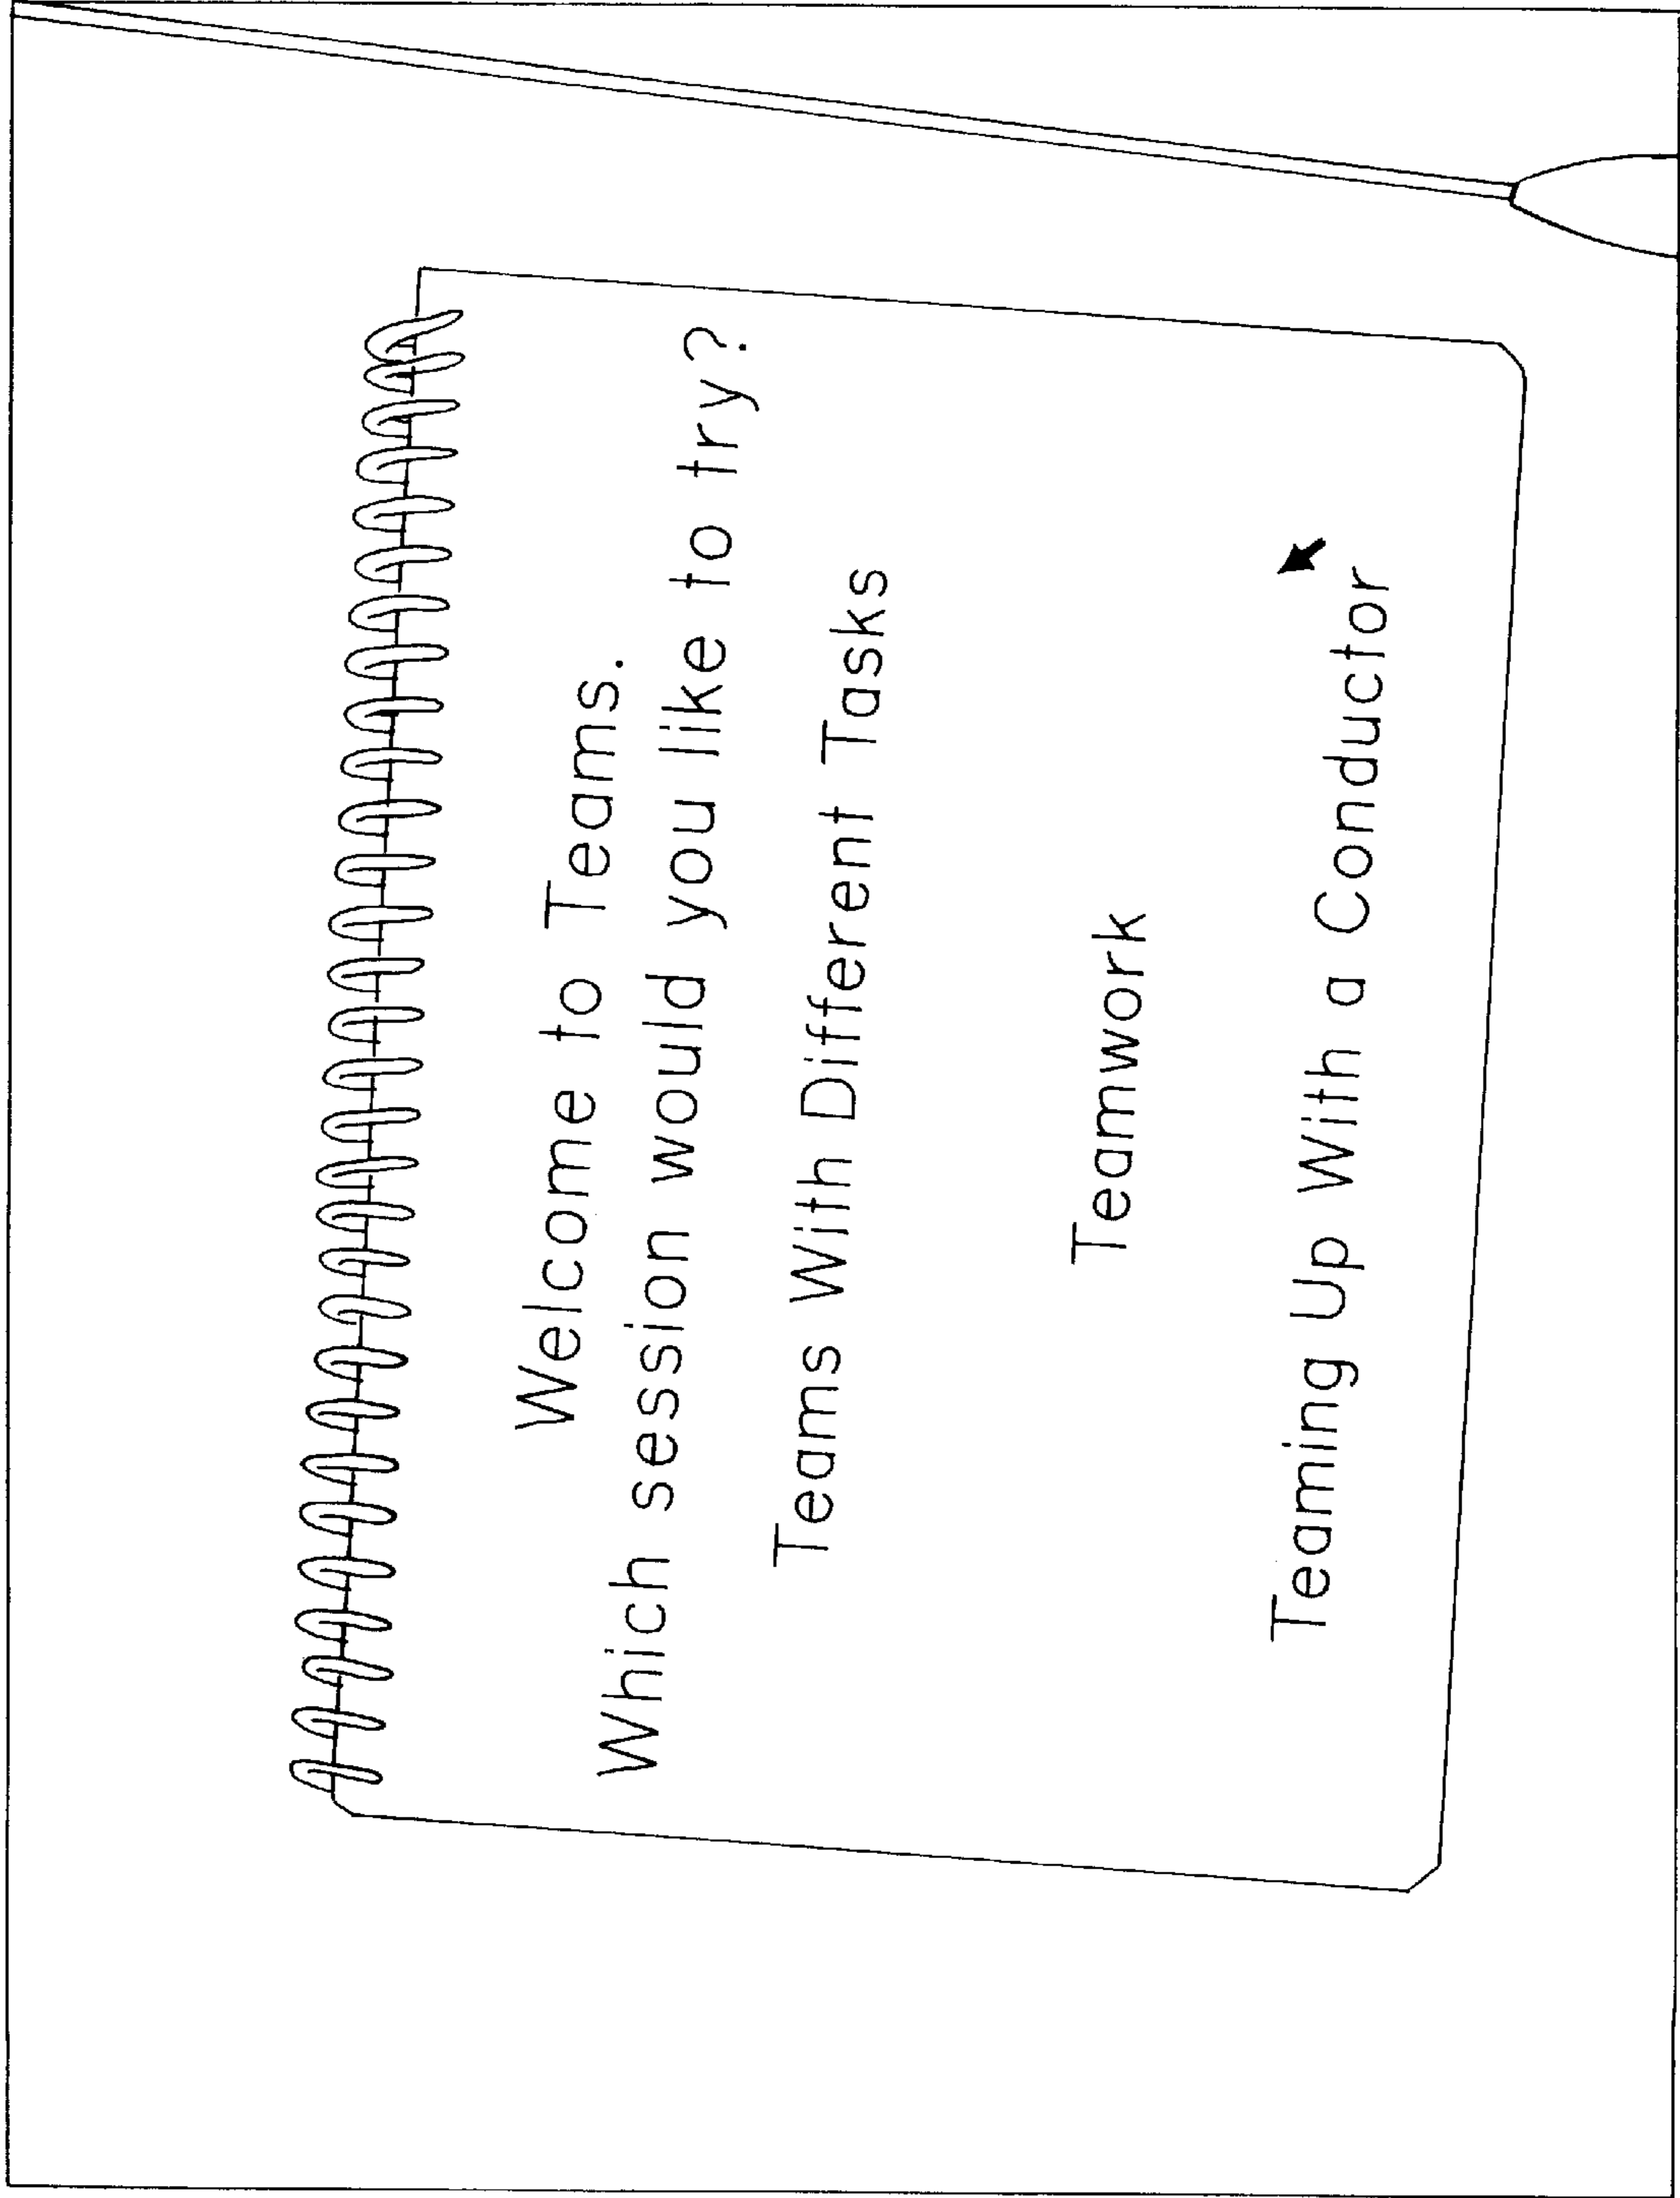 Welcome to Teams.
Which session would you like to try?
Teams With Different Tasks
Teamwork
Teaming Up With a Conductor